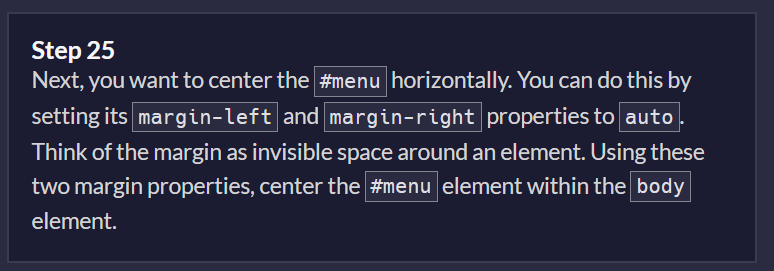 Step 25
Next, you want to center the #menu horizontally. You can do this by
setting its margin-left and margin-right properties to auto.
Think of the margin as invisible space around an element. Using these
two margin properties, center the #menu element within the body
element.